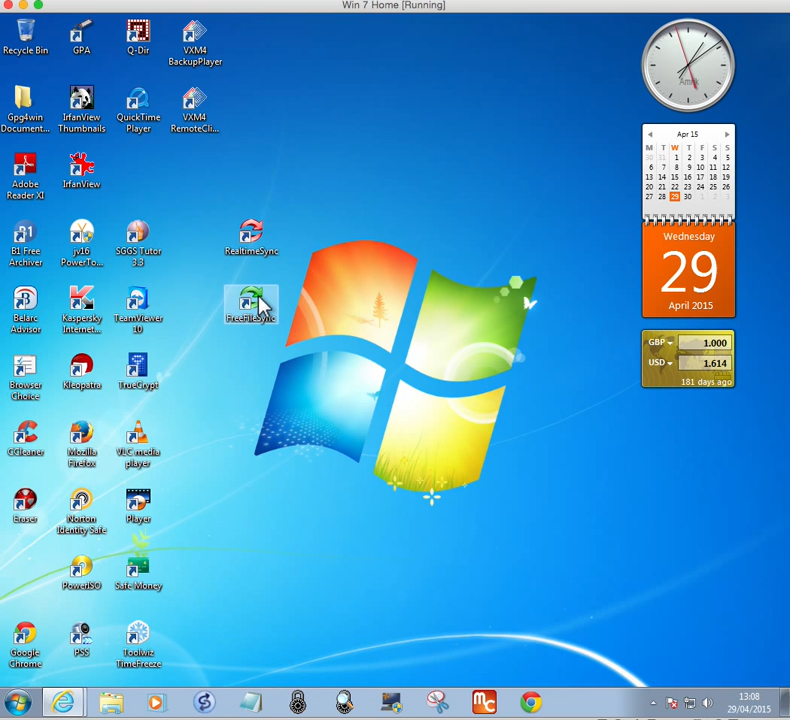 Win 7 Home [Running]
Recycle Bin
GPA
Q-Dir
VXM4
BackupPlayer
Gpg4win
Document...
IrfanView
Thumbnails
QuickTime
Player
VXM4
RemoteCli...
Adobe
Reader XI
IrfanView
B1 Free
Archiver
jv16
PowerTo...
SGGS Tutor
3.3
RealtimeSync
Belarc
Advisor
Kaspersky
Internet...
TeamViewer
10
FreeFileSync
Browser
Choice
Kleopatra
TrueCrypt
CCleaner
Mozilla
Firefox
VLC media
player
Eraser
Norton
Identity Safe
Player
PowerISO
Safe Money
Google
Chrome
PSS
Toolwiz
TimeFreeze
Apr 15
M T W T F S S
30 31 1 2 3 4 5
6 7 8 9 10 11 12
13 14 15 16 17 18 19
20 21 22 23 24 25 26
27 28 29 30 1 2 3
Wednesday
29
April 2015
GBP 1.000
USD 1.614
181 days ago
13:08
29/04/2015